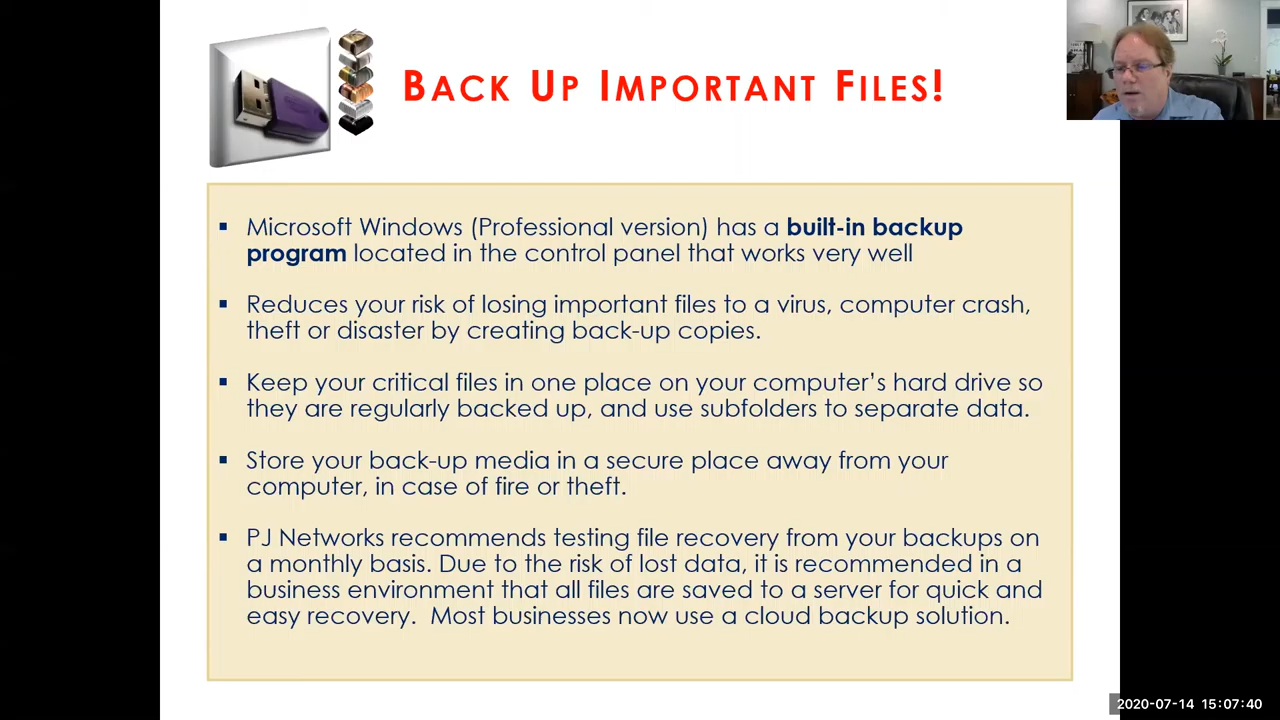 BACK UP IMPORTANT FILES!
▪ Microsoft Windows (Professional version) has a built-in backup
program located in the control panel that works very well
▪ Reduces your risk of losing important files to a virus, computer crash,
theft or disaster by creating back-up copies.
▪ Keep your critical files in one place on your computer’s hard drive so
they are regularly backed up, and use subfolders to separate data.
▪ Store your back-up media in a secure place away from your
computer, in case of fire or theft.
▪ PJ Networks recommends testing file recovery from your backups on
a monthly basis. Due to the risk of lost data, it is recommended in a
business environment that all files are saved to a server for quick and
easy recovery.  Most businesses now use a cloud backup solution.
2020-07-14 15:07:40